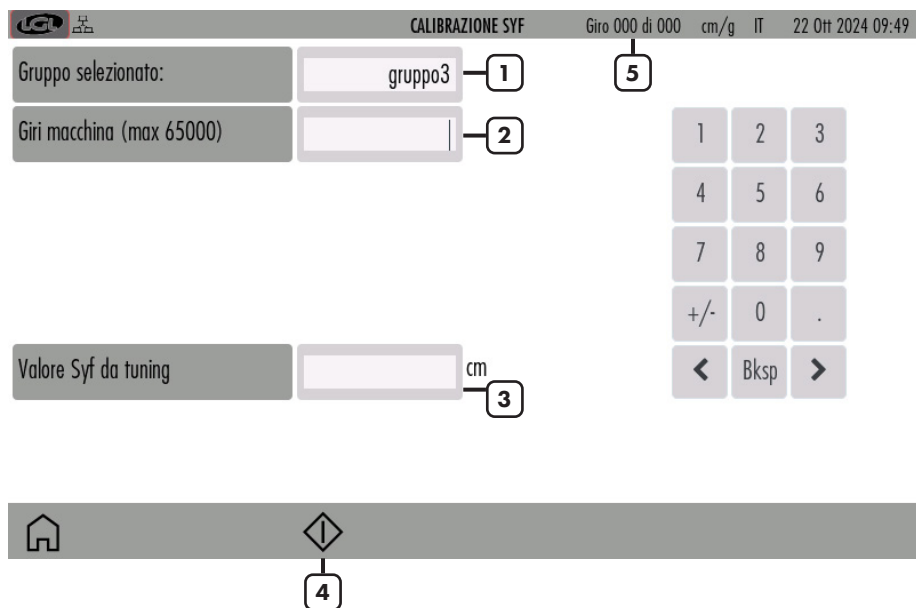 LGL CALIBRAZIONE SYF Giro 000 di 000 cm/g IT 22 Ott 2024 09:49
Gruppo selezionato: gruppo3 1 5
Giri macchina (max 65000) 2
1 2 3
4 5 6
7 8 9
+/- 0 .
Valore Syf da tuning cm < Bksp >
3
4